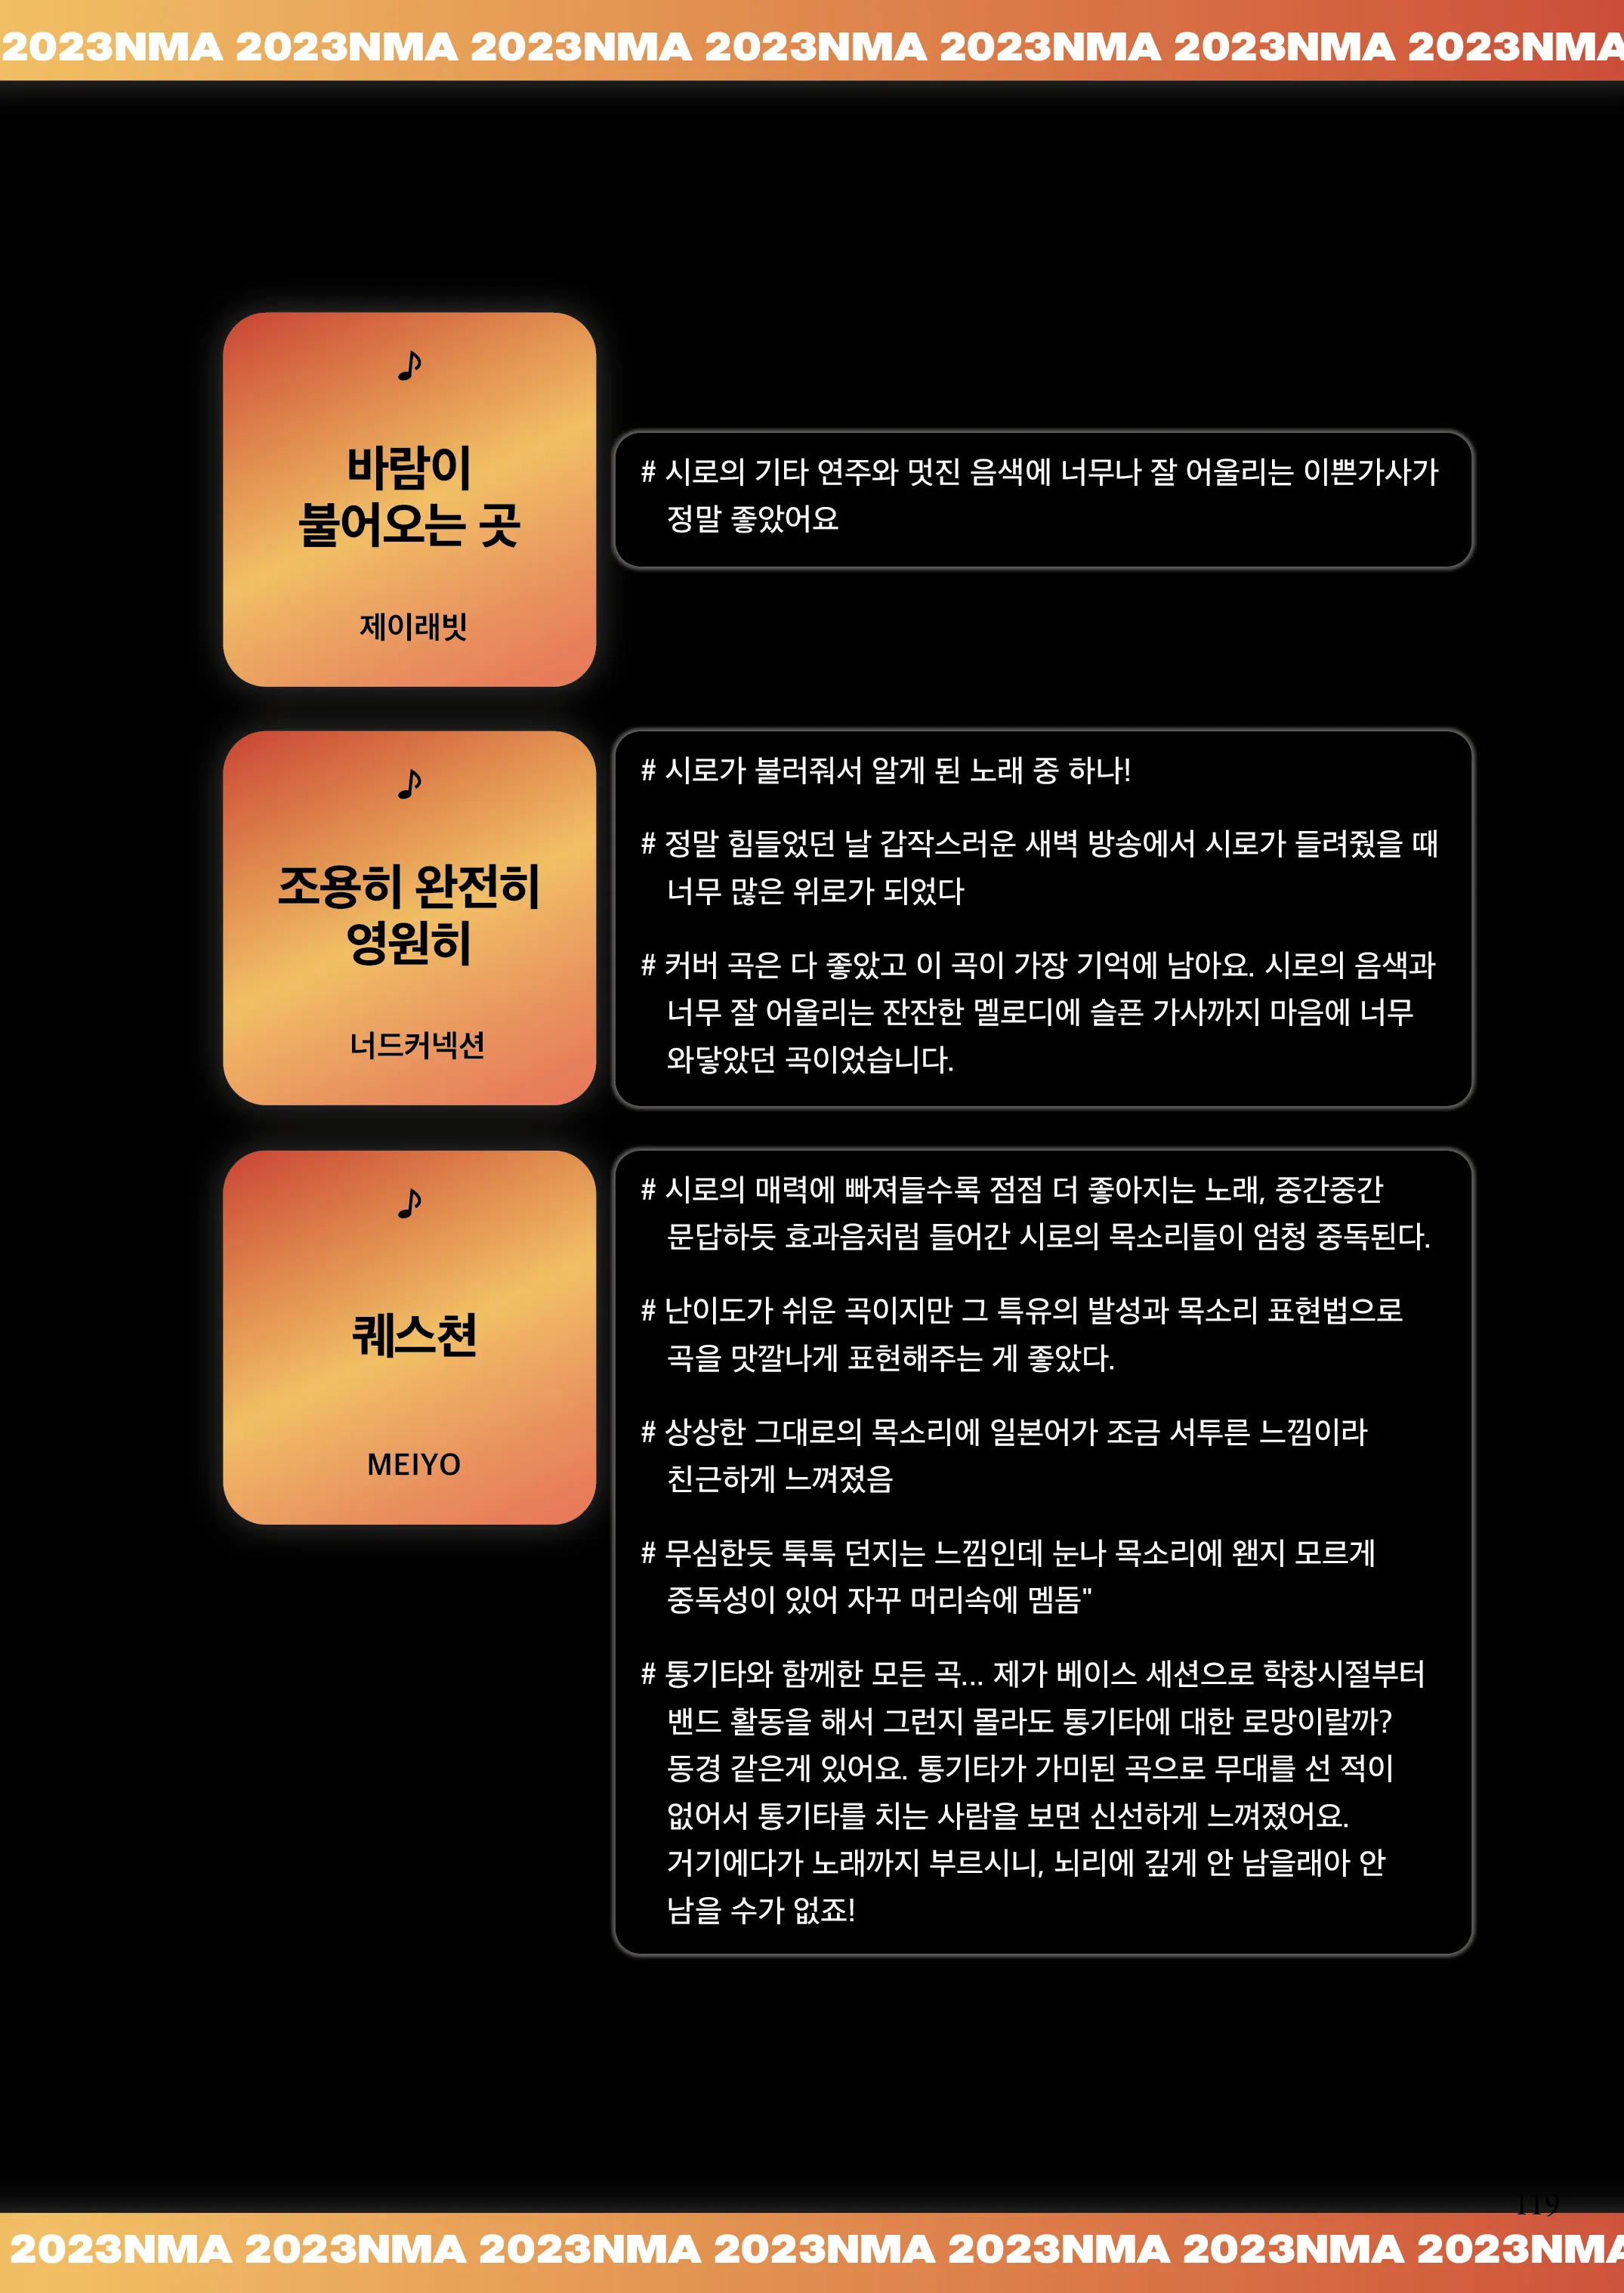 2023NMA 2023NMA 2023NMA 2023NMA 2023NMA 2023NMA 2023NMA
바람이
불어오는 곳
제이래빗
# 시로의 기타 연주와 멋진 음색에 너무나 잘 어울리는 이쁜가사가
정말 좋았어요
조용히 완전히
영원히
너드커넥션
# 시로가 불러줘서 알게 된 노래 중 하나!
# 정말 힘들었던 날 갑작스러운 새벽 방송에서 시로가 들려줬을 때
너무 많은 위로가 되었다
# 커버 곡은 다 좋았고 이 곡이 가장 기억에 남아요. 시로의 음색과
너무 잘 어울리는 잔잔한 멜로디에 슬픈 가사까지 마음에 너무
와닿았던 곡이었습니다.
퀘스쳔
MEIYO
# 시로의 매력에 빠져들수록 점점 더 좋아지는 노래, 중간중간
문답하듯 효과음처럼 들어간 시로의 목소리들이 엄청 중독된다.
# 난이도가 쉬운 곡이지만 그 특유의 발성과 목소리 표현법으로
곡을 맛깔나게 표현해주는 게 좋았다.
# 상상한 그대로의 목소리에 일본어가 조금 서투른 느낌이라
친근하게 느껴졌음
# 무심한듯 툭툭 던지는 느낌인데 눈나 목소리에 왠지 모르게
중독성이 있어 자꾸 머리속에 멤돔"
# 통기타와 함께한 모든 곡... 제가 베이스 세션으로 학창시절부터
밴드 활동을 해서 그런지 몰라도 통기타에 대한 로망이랄까?
동경 같은게 있어요. 통기타가 가미된 곡으로 무대를 선 적이
없어서 통기타를 치는 사람을 보면 신선하게 느껴졌어요.
거기에다가 노래까지 부르시니, 뇌리에 깊게 안 남을래야 안
남을 수가 없죠!
119
2023NMA 2023NMA 2023NMA 2023NMA 2023NMA 2023NMA 2023NMA